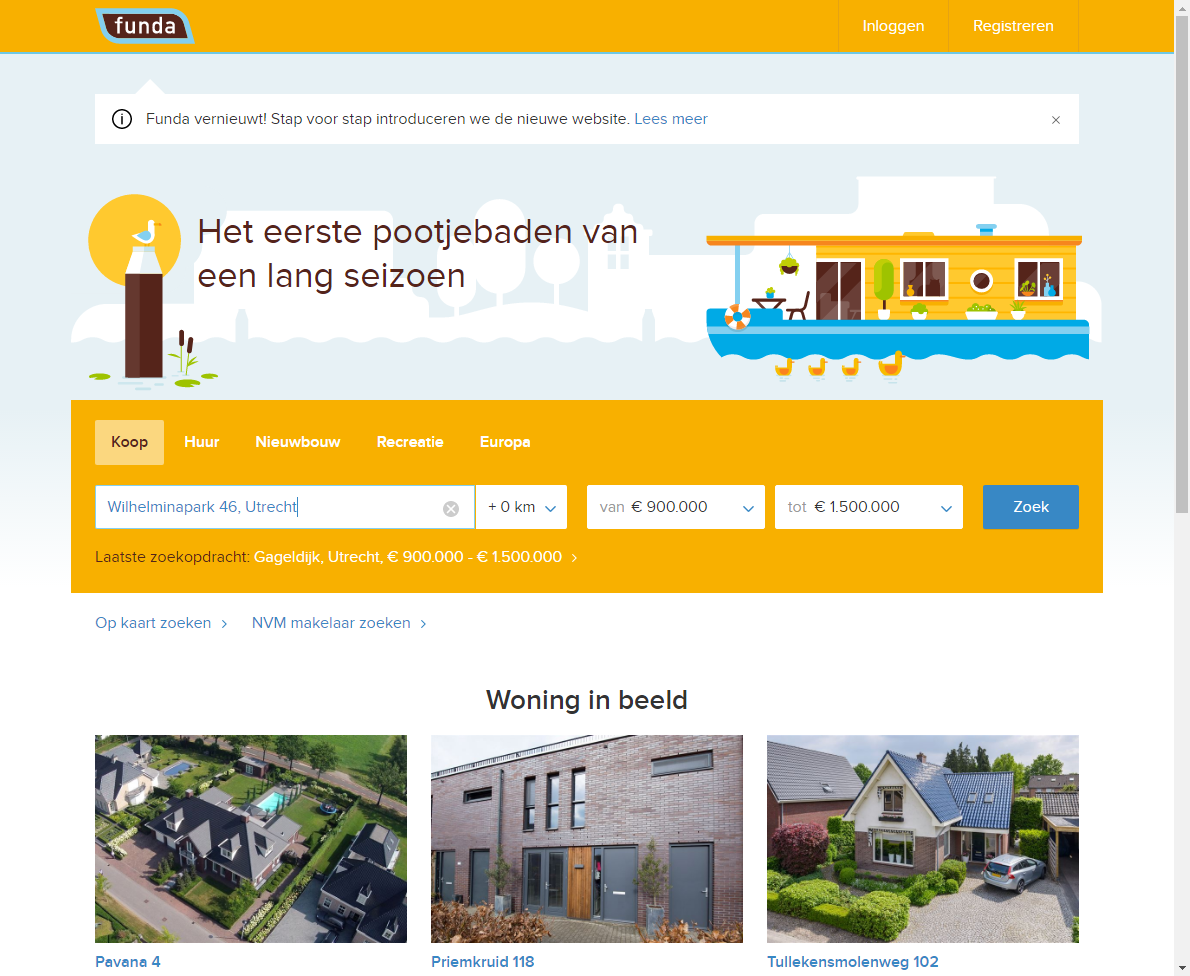 funda
Inloggen
Registreren
Funda vernieuwt! Stap voor stap introduceren we de nieuwe website. Lees meer
Het eerste pootjebaden van
een lang seizoen
Koop Huur Nieuwbouw Recreatie Europa
Wilhelminapark 46, Utrecht + 0 km van € 900.000 tot € 1.500.000 Zoek
Laatste zoekopdracht: Gageldijk, Utrecht, € 900.000 - € 1.500.000
Op kaart zoeken NVM makelaar zoeken
Woning in beeld
Pavana 4 Priemkruid 118 Tullekensmolenweg 102